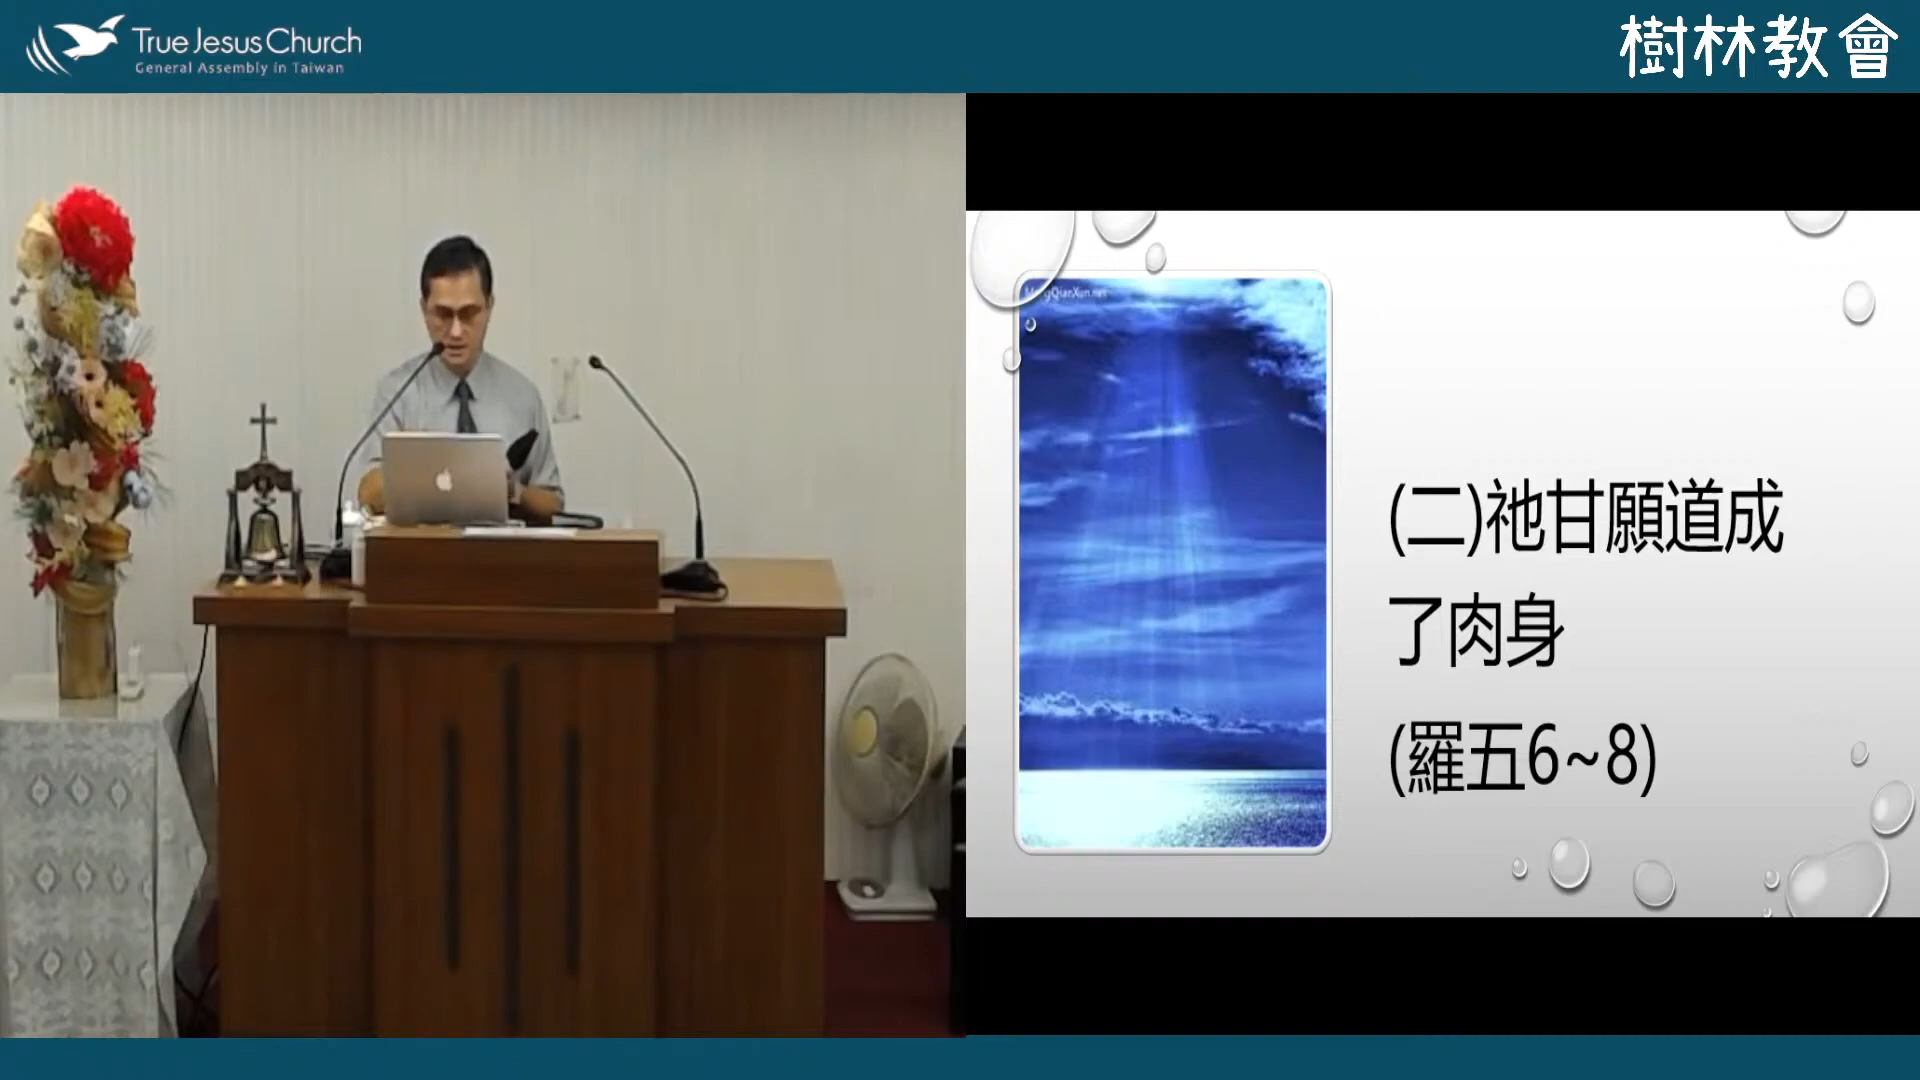 True Jesus Church
General Assembly in Taiwan
樹林教會
(二)祂甘願道成
了肉身
(羅五6~8)